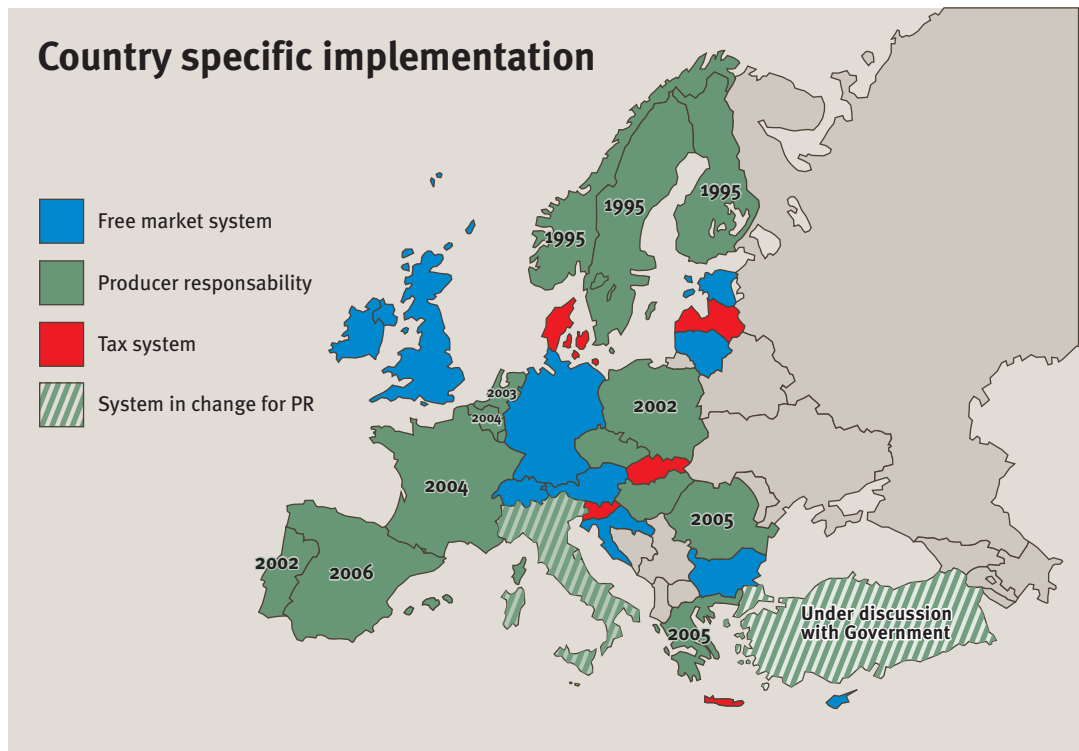 Country specific implementation
Free market system
Producer responsability
Tax system
System in change for PR
1995
1995
1995
2003
2004
2002
2004
2005
2002
2006
2005
Under discussion
with Government